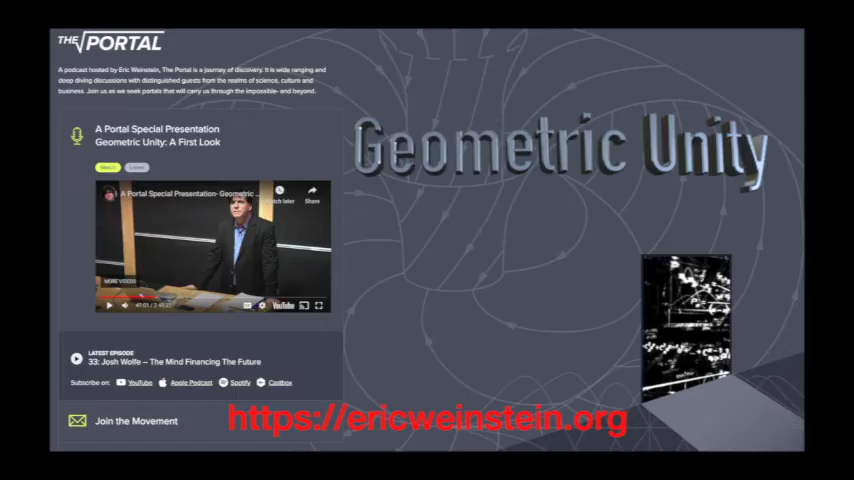 THE PORTAL
A podcast hosted by Eric Weinstein, The Portal is a journey of discovery. It is wide ranging and
deep diving discussions with distinguished guests from the realms of science, culture and
business. Join us as we seek portals that will carry us through the impossible- and beyond.
A Portal Special Presentation
Geometric Unity: A First Look
Watch
Listen
A Portal Special Presentation- Geometric ...
Share
MORE VIDEOS
YouTube
LATEST EPISODE
33: Josh Wolfe – The Mind Financing The Future
Subscribe on:
YouTube
Apple Podcast
Spotify
Castbox
Join the Movement
Geometric Unity
https://ericweinstein.org